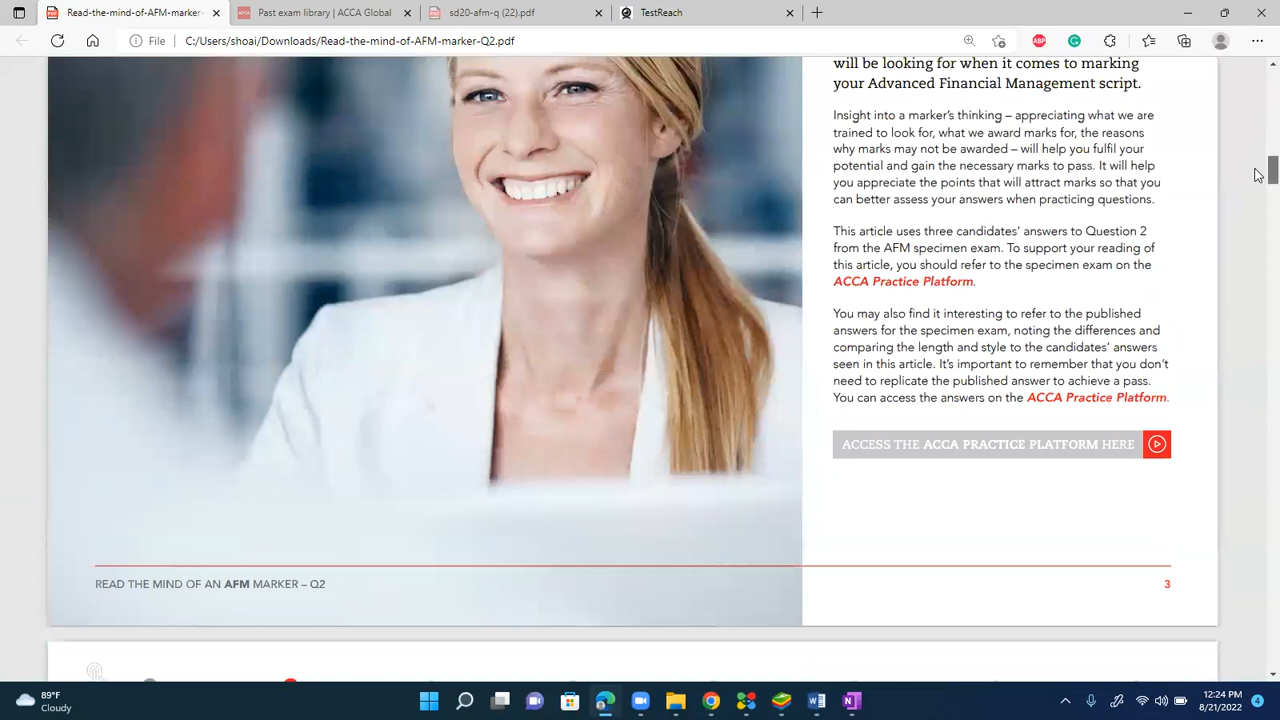 Read-the-mind-of-AFM-marker-
Past exam library | ACCA Global
sd20-afm-q (22).pdf
TestReach
File
C:/Users/shoai/Downloads/Read-the-mind-of-AFM-marker-Q2.pdf
ABP
will be looking for when it comes to marking
your Advanced Financial Management script.
Insight into a marker's thinking – appreciating what we are
trained to look for, what we award marks for, the reasons
why marks may not be awarded – will help you fulfil your
potential and gain the necessary marks to pass. It will help
you appreciate the points that will attract marks so that you
can better assess your answers when practicing questions.
This article uses three candidates' answers to Question 2
from the AFM specimen exam. To support your reading of
this article, you should refer to the specimen exam on the
ACCA Practice Platform.
You may also find it interesting to refer to the published
answers for the specimen exam, noting the differences and
comparing the length and style to the candidates' answers
seen in this article. It's important to remember that you don't
need to replicate the published answer to achieve a pass.
You can access the answers on the ACCA Practice Platform.
ACCESS THE ACCA PRACTICE PLATFORM HERE
READ THE MIND OF AN AFM MARKER – Q2
3
89°F
Cloudy
12:24 PM
8/21/2022
4